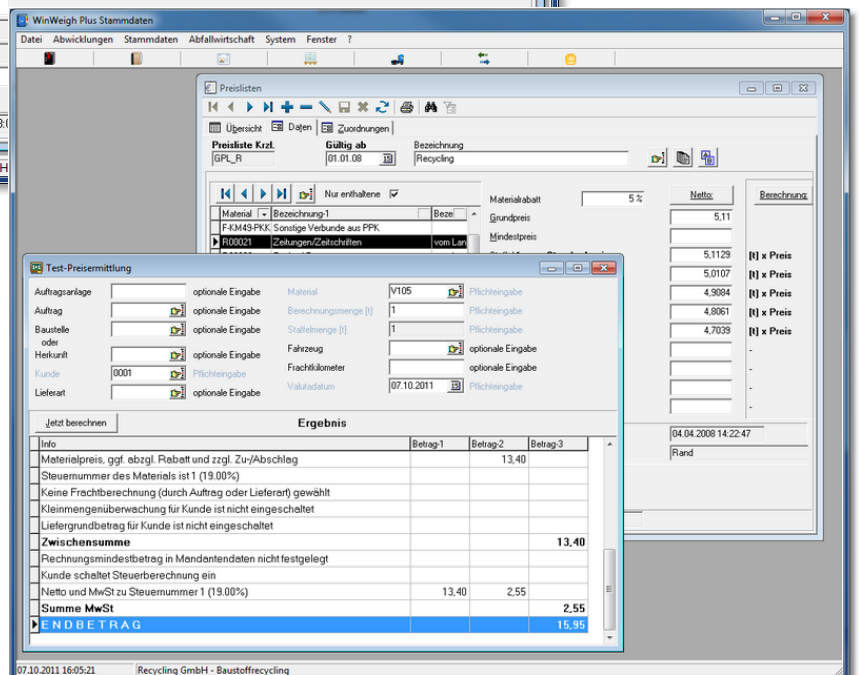 WinWeigh Plus Stammdaten
Datei Abwicklungen Stammdaten Abfallwirtschaft System Fenster ?
Preislisten
Übersicht Daten Zuordnungen
Preisliste Krzl. Gültig ab Bezeichnung
GPL_R 01.01.08 Recycling
Nur enthaltene
Materialrabatt 5 % Netto: Berechnung:
Material Bezeichnung-1 Beze
Grundpreis 5,11
F-KM49-PKK Sonstige Verbunde aus PPK
Mindestpreis
R00021 Zeitungen/Zeitschriften vom Lan
5,1129 [t] x Preis
5,0107 [t] x Preis
4,9084 [t] x Preis
4,8061 [t] x Preis
4,7039 [t] x Preis
-
-
-
-
04.04.2008 14:22:47
Rand
Test-Preisermittlung
Auftragsanlage optionale Eingabe Material V105 Pflichteingabe
Auftrag optionale Eingabe Berechnungsmenge [t] 1 Pflichteingabe
Baustelle optionale Eingabe Staffelmenge [t] 1 Pflichteingabe
oder
Herkunft optionale Eingabe Fahrzeug optionale Eingabe
Kunde 0001 Pflichteingabe Frachtkilometer optionale Eingabe
Lieferart optionale Eingabe Valutadatum 07.10.2011 Pflichteingabe
Jetzt berechnen Ergebnis
Info Betrag-1 Betrag-2 Betrag-3
Materialpreis, ggf. abzgl. Rabatt und zzgl. Zu-/Abschlag 13,40
Steuernummer des Materials ist 1 (19.00%)
Keine Frachtberechnung (durch Auftrag oder Lieferart) gewählt
Kleinmengenüberwachung für Kunde ist nicht eingeschaltet
Liefergrundbetrag für Kunde ist nicht eingeschaltet
Zwischensumme 13,40
Rechnungsmindestbetrag in Mandantendaten nicht festgelegt
Kunde schaltet Steuerberechnung ein
Netto und MwSt zu Steuernummer 1 (19.00%) 13,40 2,55
Summe MwSt 2,55
ENDBETRAG 15,95
07.10.2011 16:05:21 Recycling GmbH - Baustoffrecycling